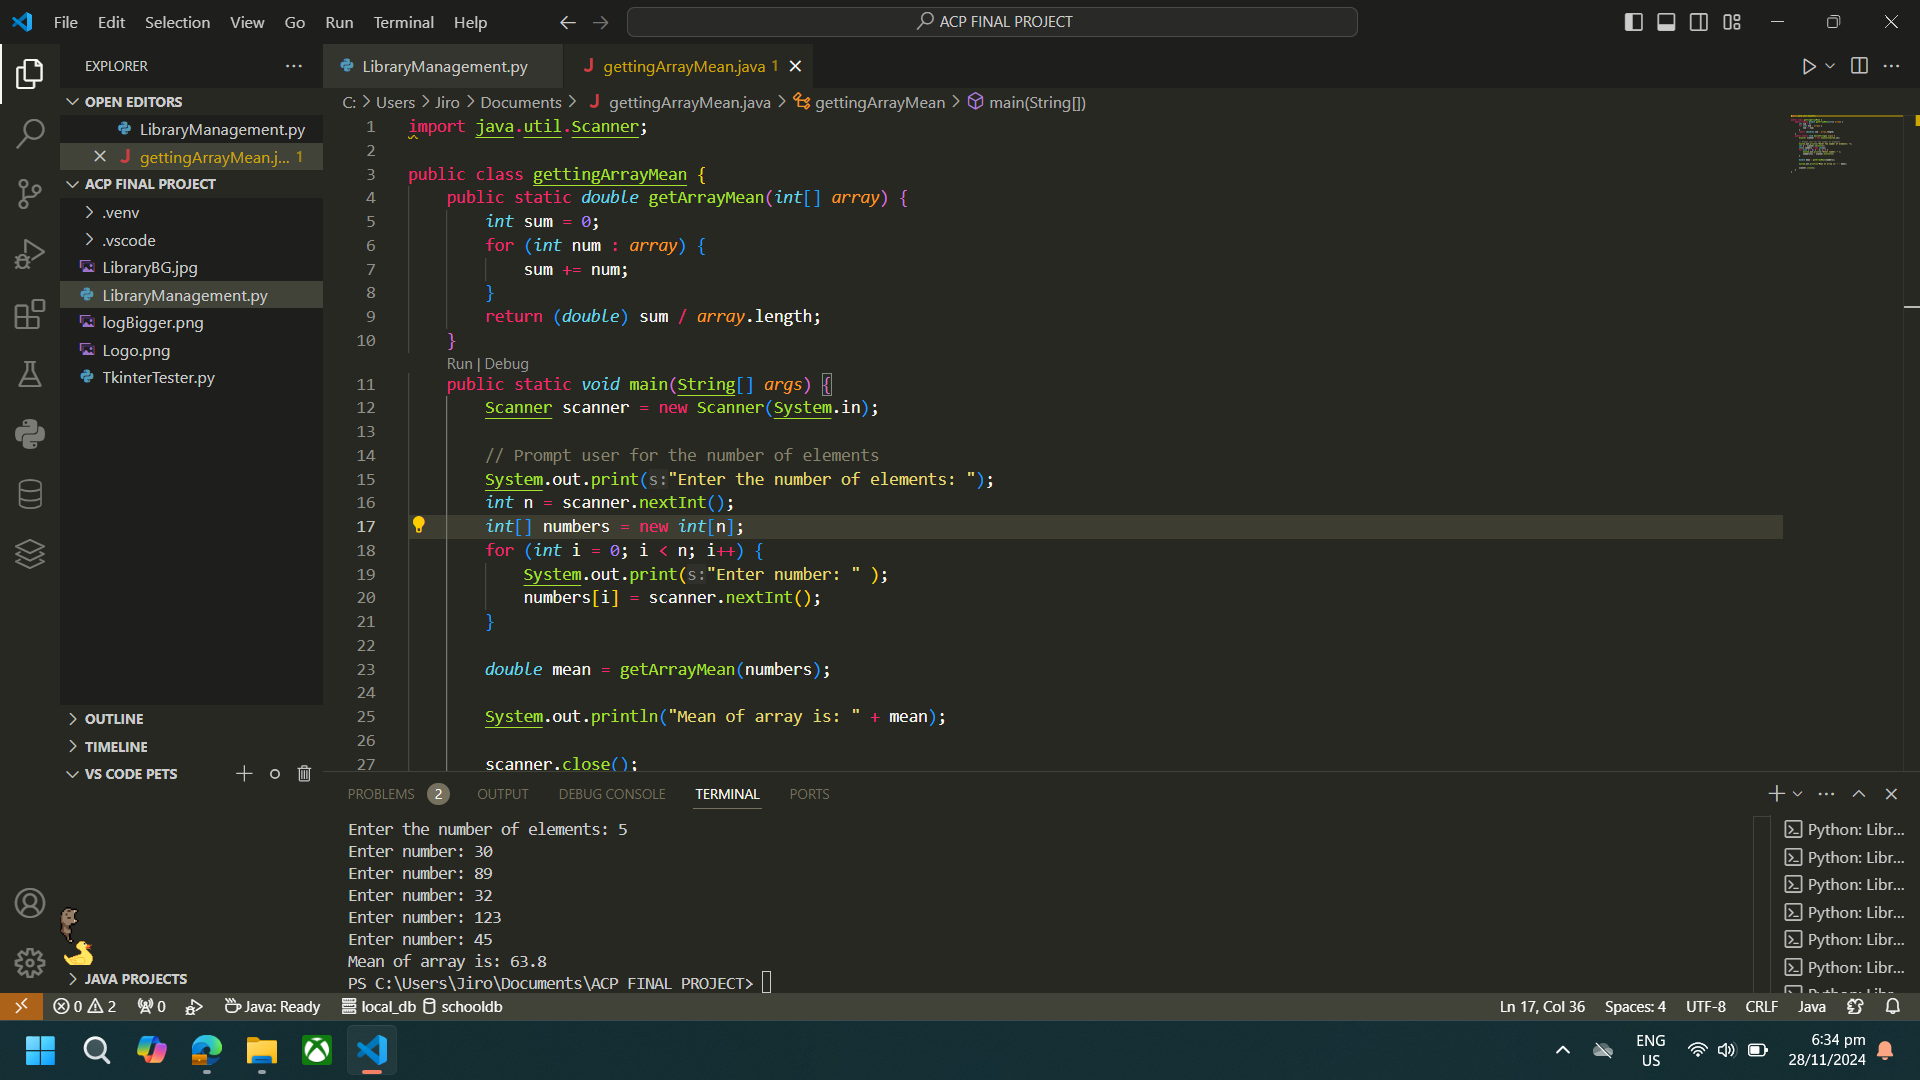 File Edit Selection View Go Run Terminal Help
ACP FINAL PROJECT
EXPLORER
OPEN EDITORS
LibraryManagement.py
gettingArrayMean.j... 1
ACP FINAL PROJECT
.venv
.vscode
LibraryBG.jpg
LibraryManagement.py
logBigger.png
Logo.png
TkinterTester.py
OUTLINE
TIMELINE
VS CODE PETS
JAVA PROJECTS
LibraryManagement.py
gettingArrayMean.java 1
C: > Users > Jiro > Documents > gettingArrayMean.java > gettingArrayMean > main(String[])
1 import java.util.Scanner;
2
3 public class gettingArrayMean {
4 public static double getArrayMean(int[] array) {
5 int sum = 0;
6 for (int num : array) {
7 sum += num;
8 }
9 return (double) sum / array.length;
10 }
Run | Debug
11 public static void main(String[] args) {
12 Scanner scanner = new Scanner(System.in);
13
14 // Prompt user for the number of elements
15 System.out.print(s:"Enter the number of elements: ");
16 int n = scanner.nextInt();
17 int[] numbers = new int[n];
18 for (int i = 0; i < n; i++) {
19 System.out.print(s:"Enter number: " );
20 numbers[i] = scanner.nextInt();
21 }
22
23 double mean = getArrayMean(numbers);
24
25 System.out.println("Mean of array is: " + mean);
26
27 scanner.close();
PROBLEMS 2 OUTPUT DEBUG CONSOLE TERMINAL PORTS
Enter the number of elements: 5
Enter number: 30
Enter number: 89
Enter number: 32
Enter number: 123
Enter number: 45
Mean of array is: 63.8
PS C:\Users\Jiro\Documents\ACP FINAL PROJECT>
Python: Libr...
Python: Libr...
Python: Libr...
Python: Libr...
Python: Libr...
Python: Libr...
0 2 0 Java: Ready local_db schooldb
Ln 17, Col 36 Spaces: 4 UTF-8 CRLF Java
ENG
US
6:34 pm
28/11/2024